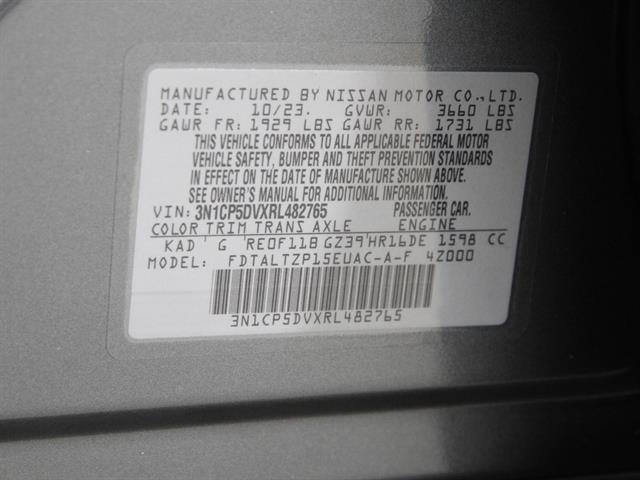 MANUFACTURED BY NISSAN MOTOR CO.,LTD.
DATE: 10/23. GVWR: 3660 LBS
GAWR FR: 1929 LBS GAWR RR: 1731 LBS
THIS VEHICLE CONFORMS TO ALL APPLICABLE FEDERAL MOTOR
VEHICLE SAFETY, BUMPER AND THEFT PREVENTION STANDARDS
IN EFFECT ON THE DATE OF MANUFACTURE SHOWN ABOVE.
SEE OWNER'S MANUAL FOR ADDITIONAL INFORMATION.
VIN: 3N1CP5DVXRL482765 PASSENGER CAR.
COLOR TRIM TRANS AXLE ENGINE
KAD ' G ' RE0F11B GZ39'HR16DE 1598 CC
MODEL: FDTALTZP15EUAC-A-F 4Z000
3N1CP5DVXRL482765